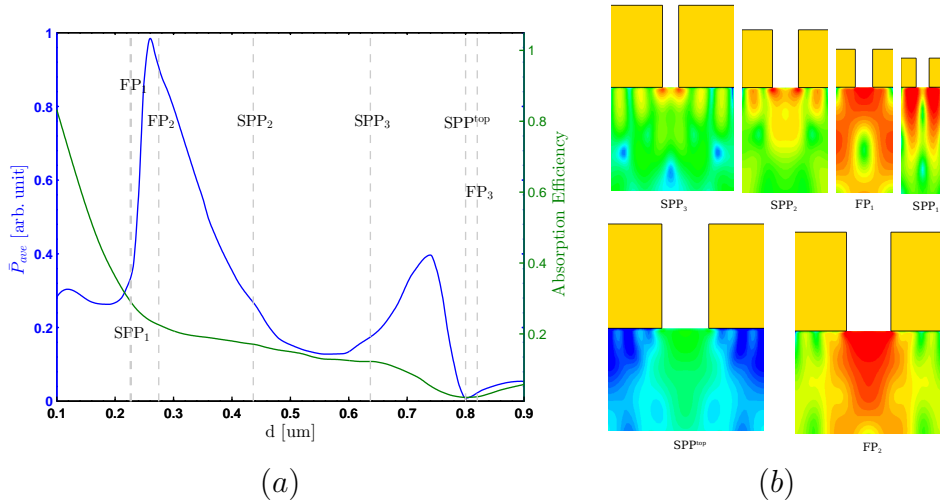 1
0.8
0.6
0.4
0.2
0
P̄ave [arb. unit]
FP1
FP2
SPP2
SPP3
SPPtop
FP3
SPP1
1
0.8
0.6
0.4
0.2
Absorption Efficiency
0.1 0.2 0.3 0.4 0.5 0.6 0.7 0.8 0.9
d [um]
(a)
SPP3 SPP2 FP1 SPP1
SPPtop FP2
(b)